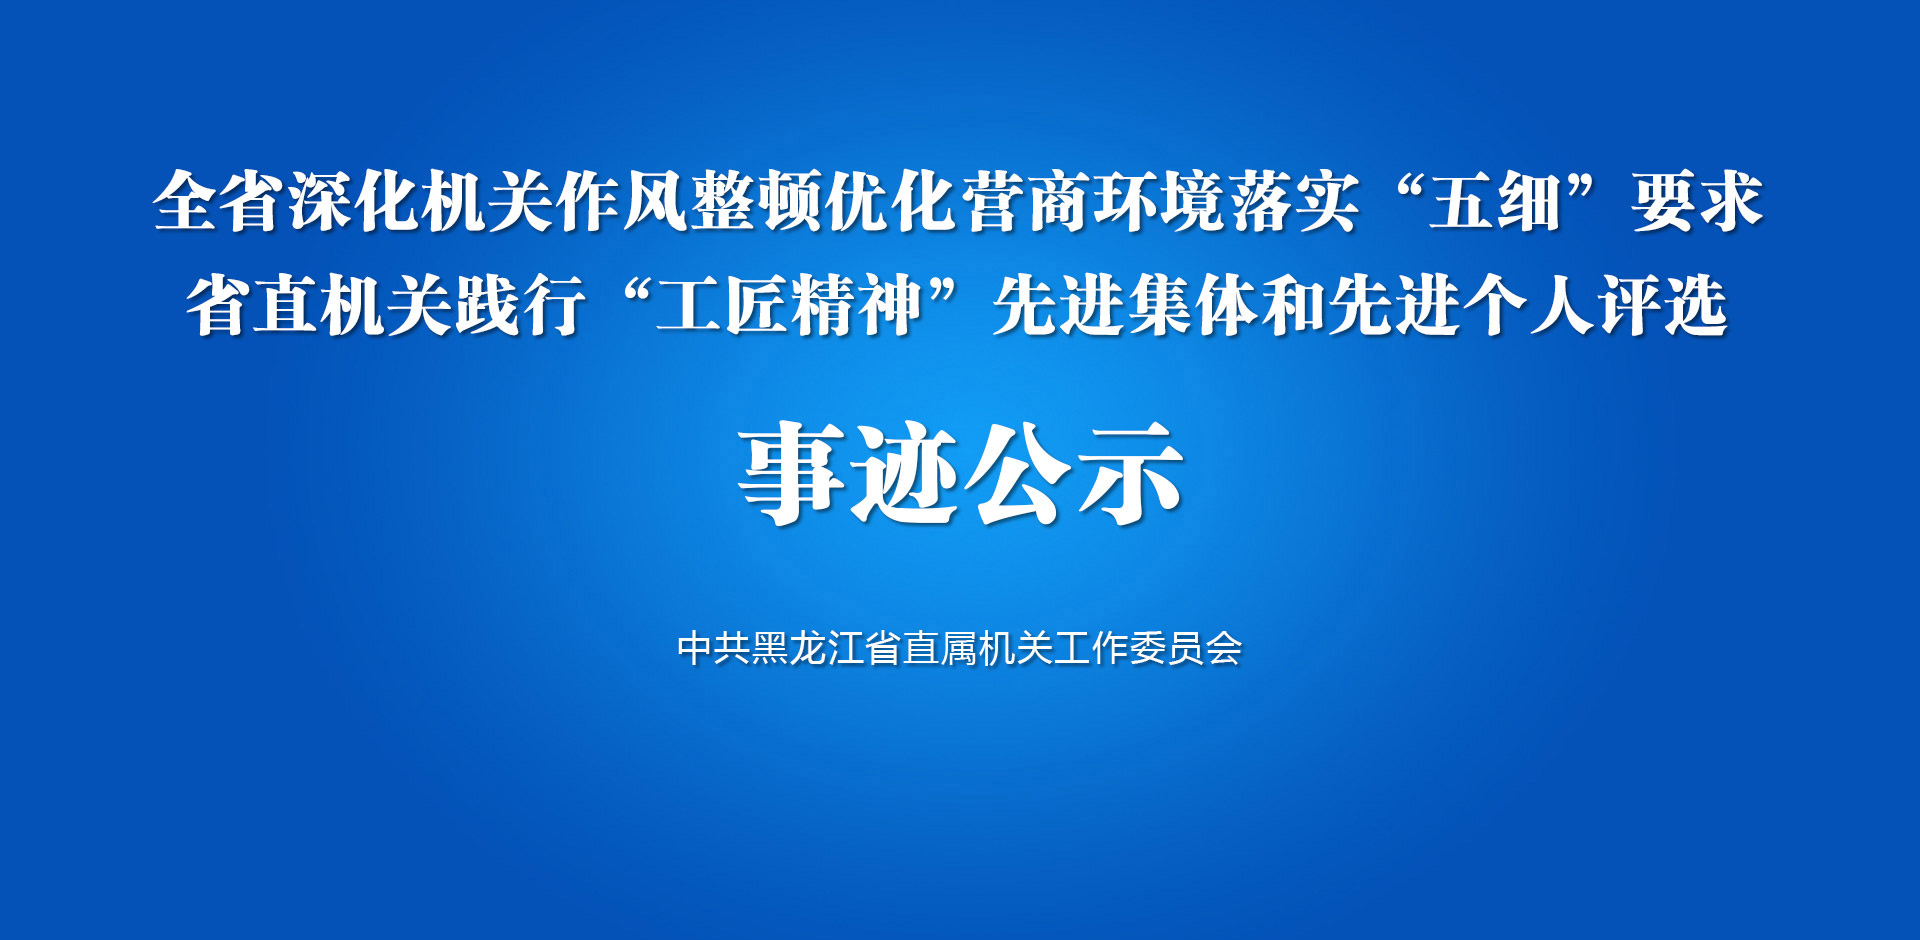 全省深化机关作风整顿优化营商环境落实“五细”要求
省直机关践行“工匠精神”先进集体和先进个人评选
事迹公示
中共黑龙江省直属机关工作委员会